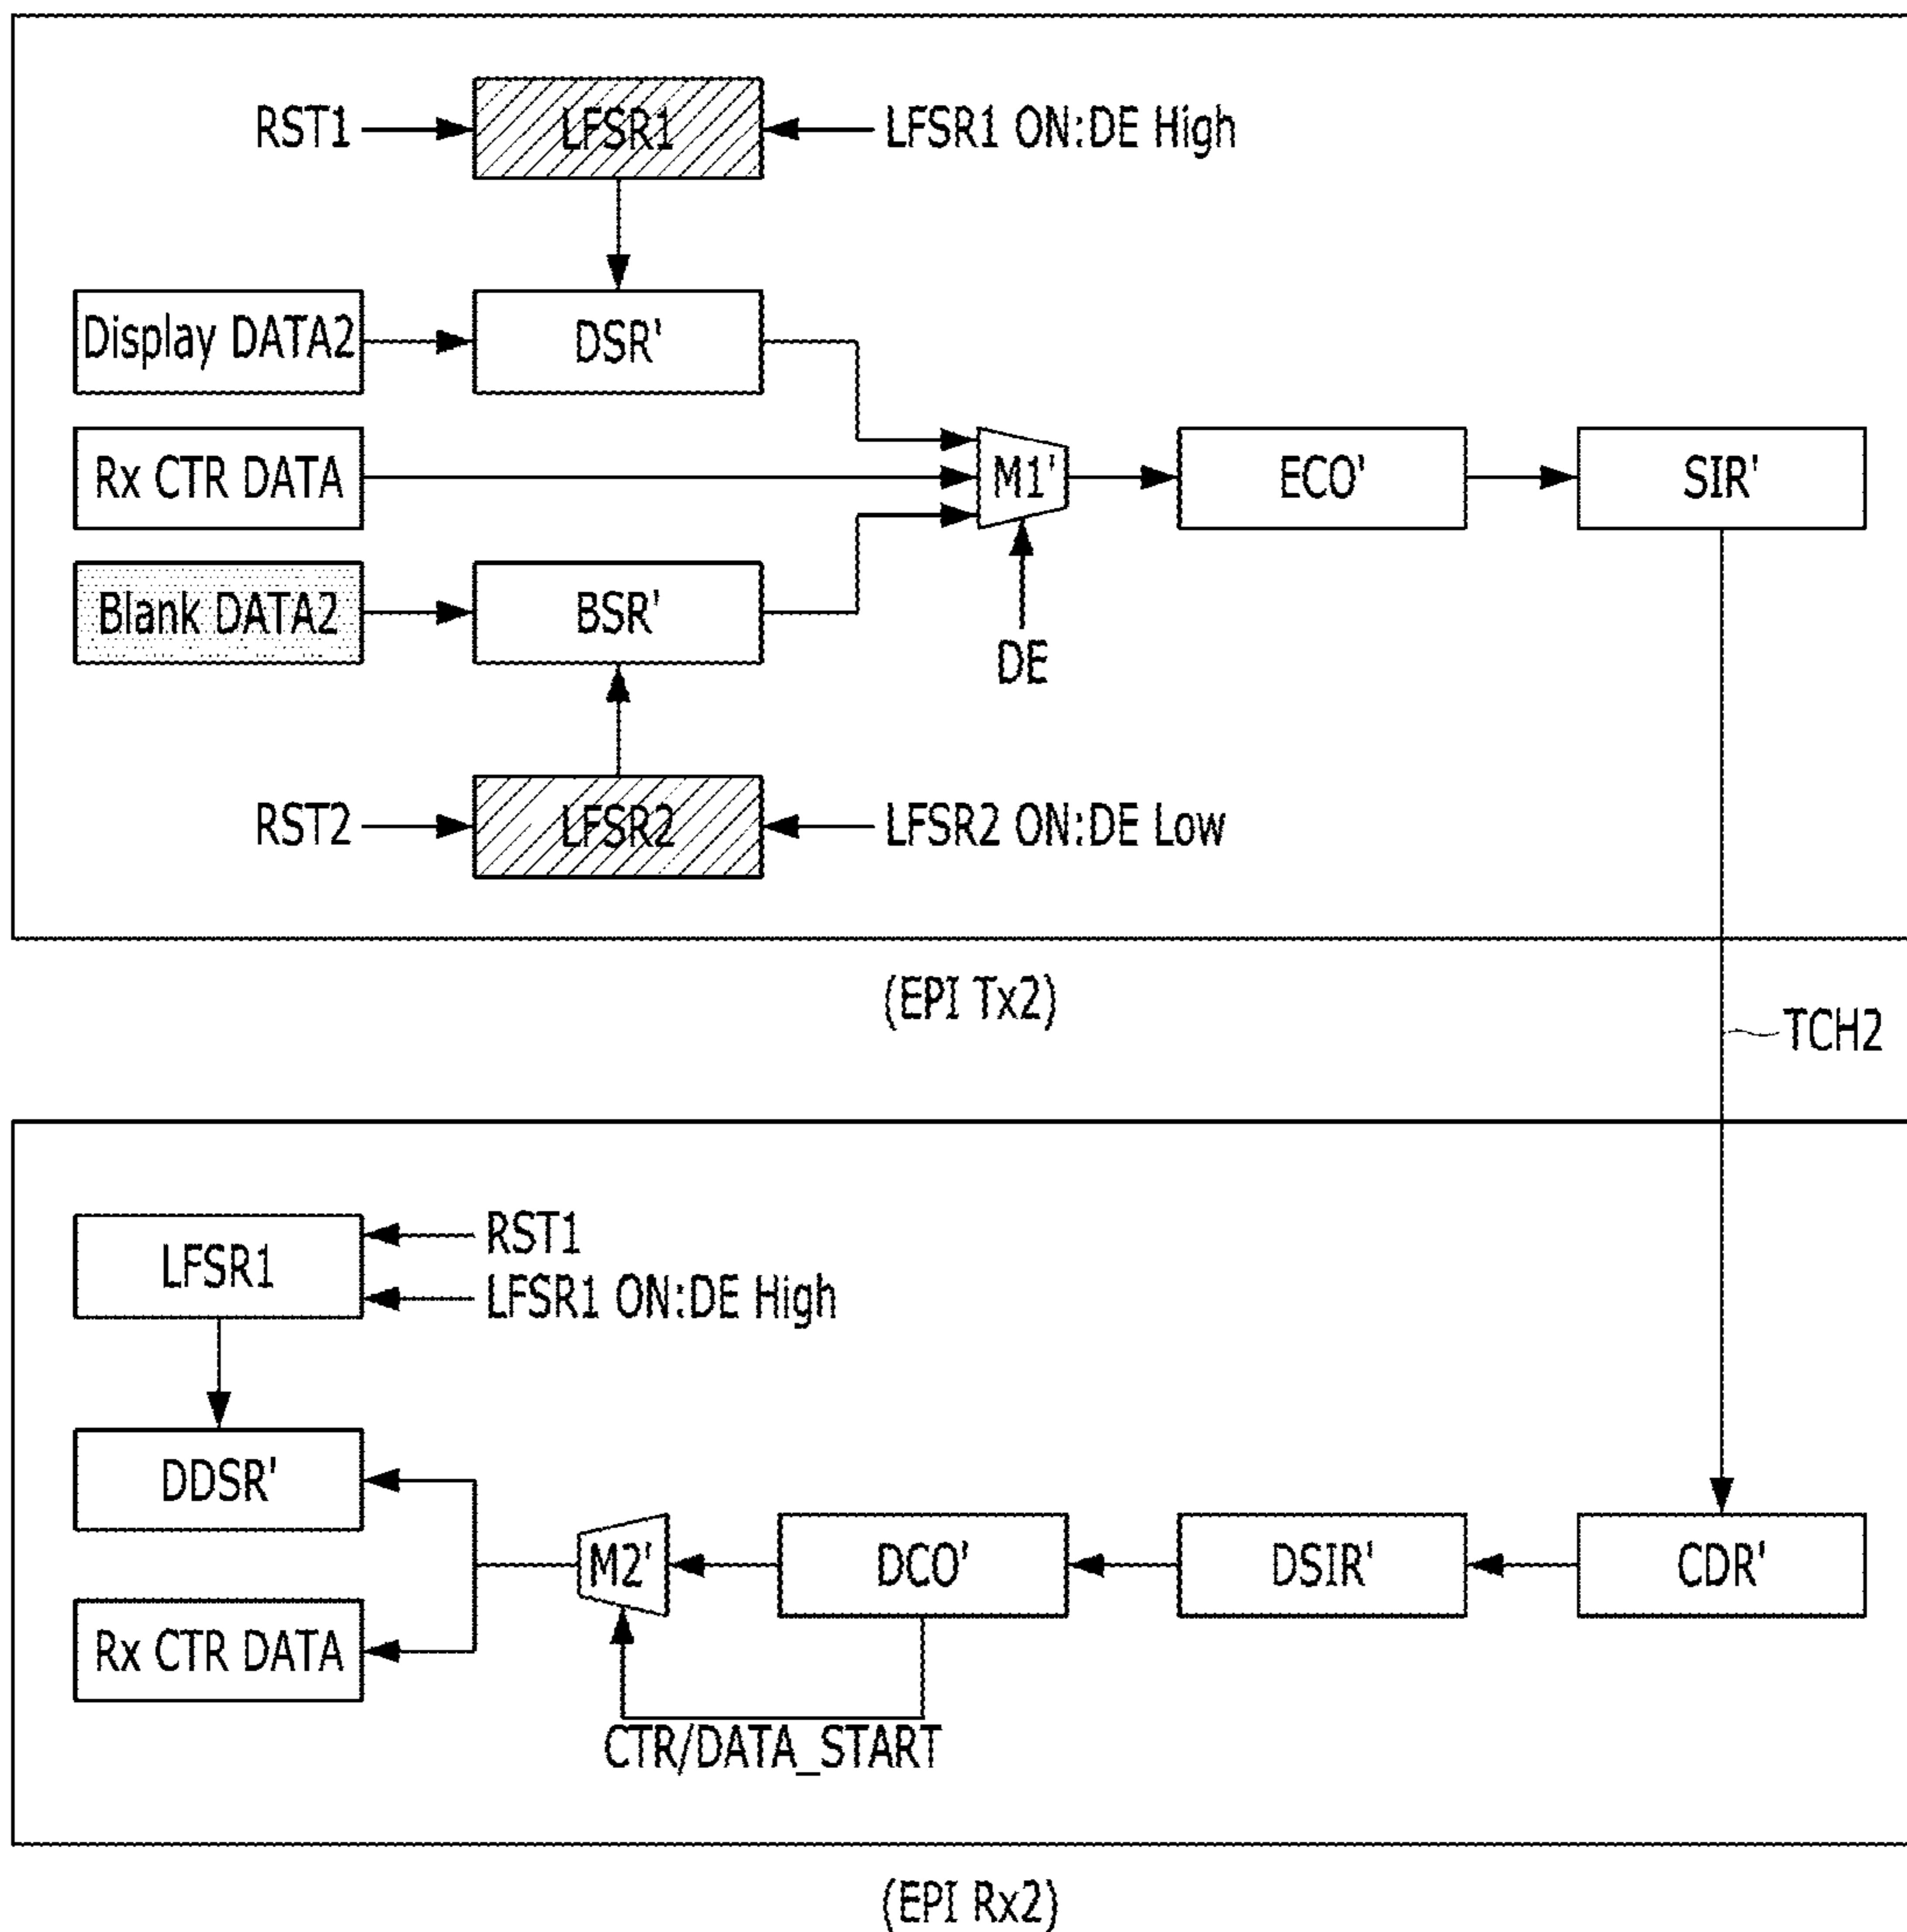 RST1
LFSR1
LFSR1 ON:DE High
Display DATA2
DSR'
Rx CTR DATA
M1'
ECO'
SIR'
Blank DATA2
BSR'
DE
RST2
LFSR2
LFSR2 ON:DE Low
(EPI Tx2)
TCH2
LFSR1
RST1
LFSR1 ON:DE High
DDSR'
M2'
DCO'
DSIR'
CDR'
Rx CTR DATA
CTR/DATA_START
(EPI Rx2)